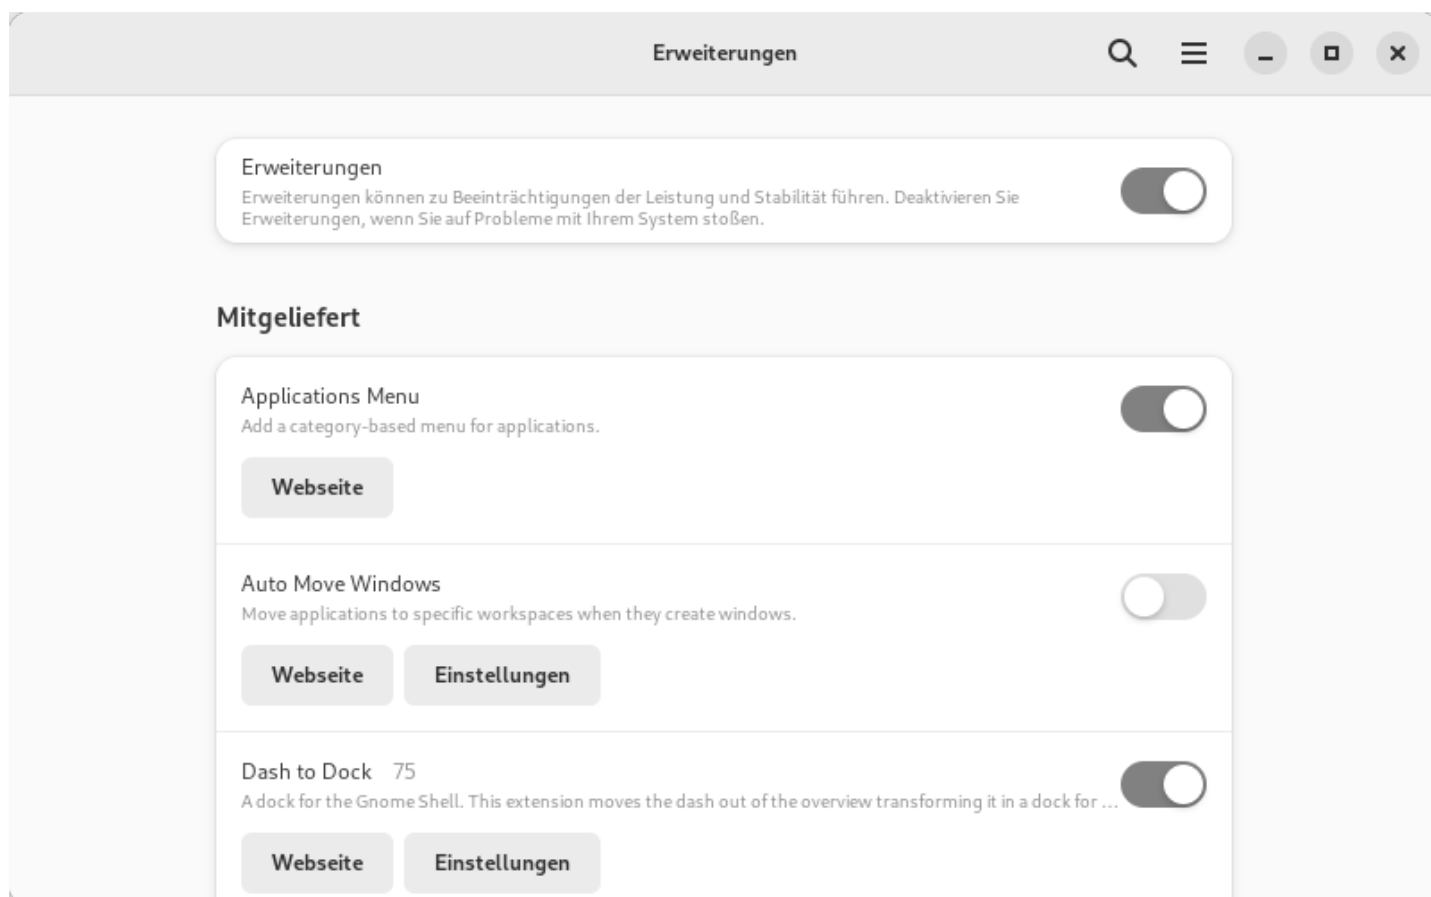 Erweiterungen
Erweiterungen
Erweiterungen können zu Beeinträchtigungen der Leistung und Stabilität führen. Deaktivieren Sie
Erweiterungen, wenn Sie auf Probleme mit Ihrem System stoßen.
Mitgeliefert
Applications Menu
Add a category-based menu for applications.
Webseite
Auto Move Windows
Move applications to specific workspaces when they create windows.
Webseite Einstellungen
Dash to Dock 75
A dock for the Gnome Shell. This extension moves the dash out of the overview transforming it in a dock for ...
Webseite Einstellungen